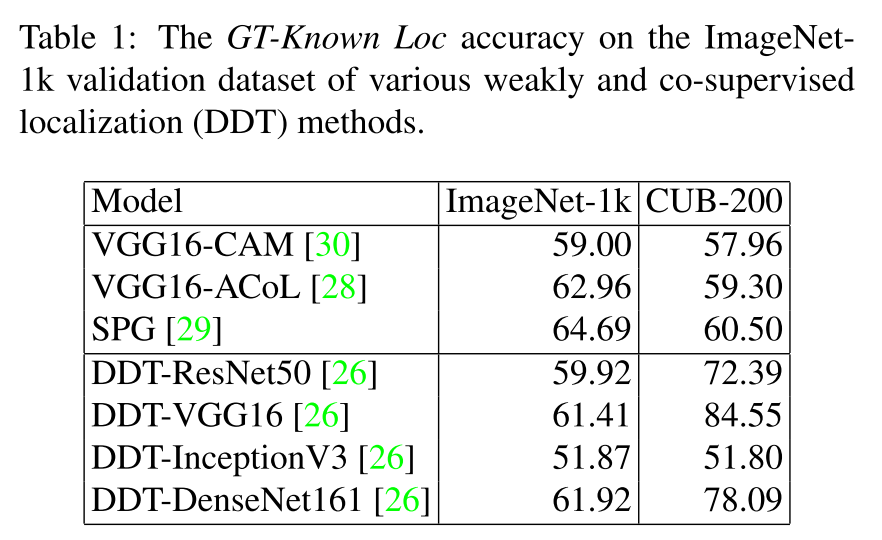 Table 1: The GT-Known Loc accuracy on the ImageNet-
1k validation dataset of various weakly and co-supervised
localization (DDT) methods.
Model ImageNet-1k CUB-200
VGG16-CAM [30] 59.00 57.96
VGG16-ACoL [28] 62.96 59.30
SPG [29] 64.69 60.50
DDT-ResNet50 [26] 59.92 72.39
DDT-VGG16 [26] 61.41 84.55
DDT-InceptionV3 [26] 51.87 51.80
DDT-DenseNet161 [26] 61.92 78.09